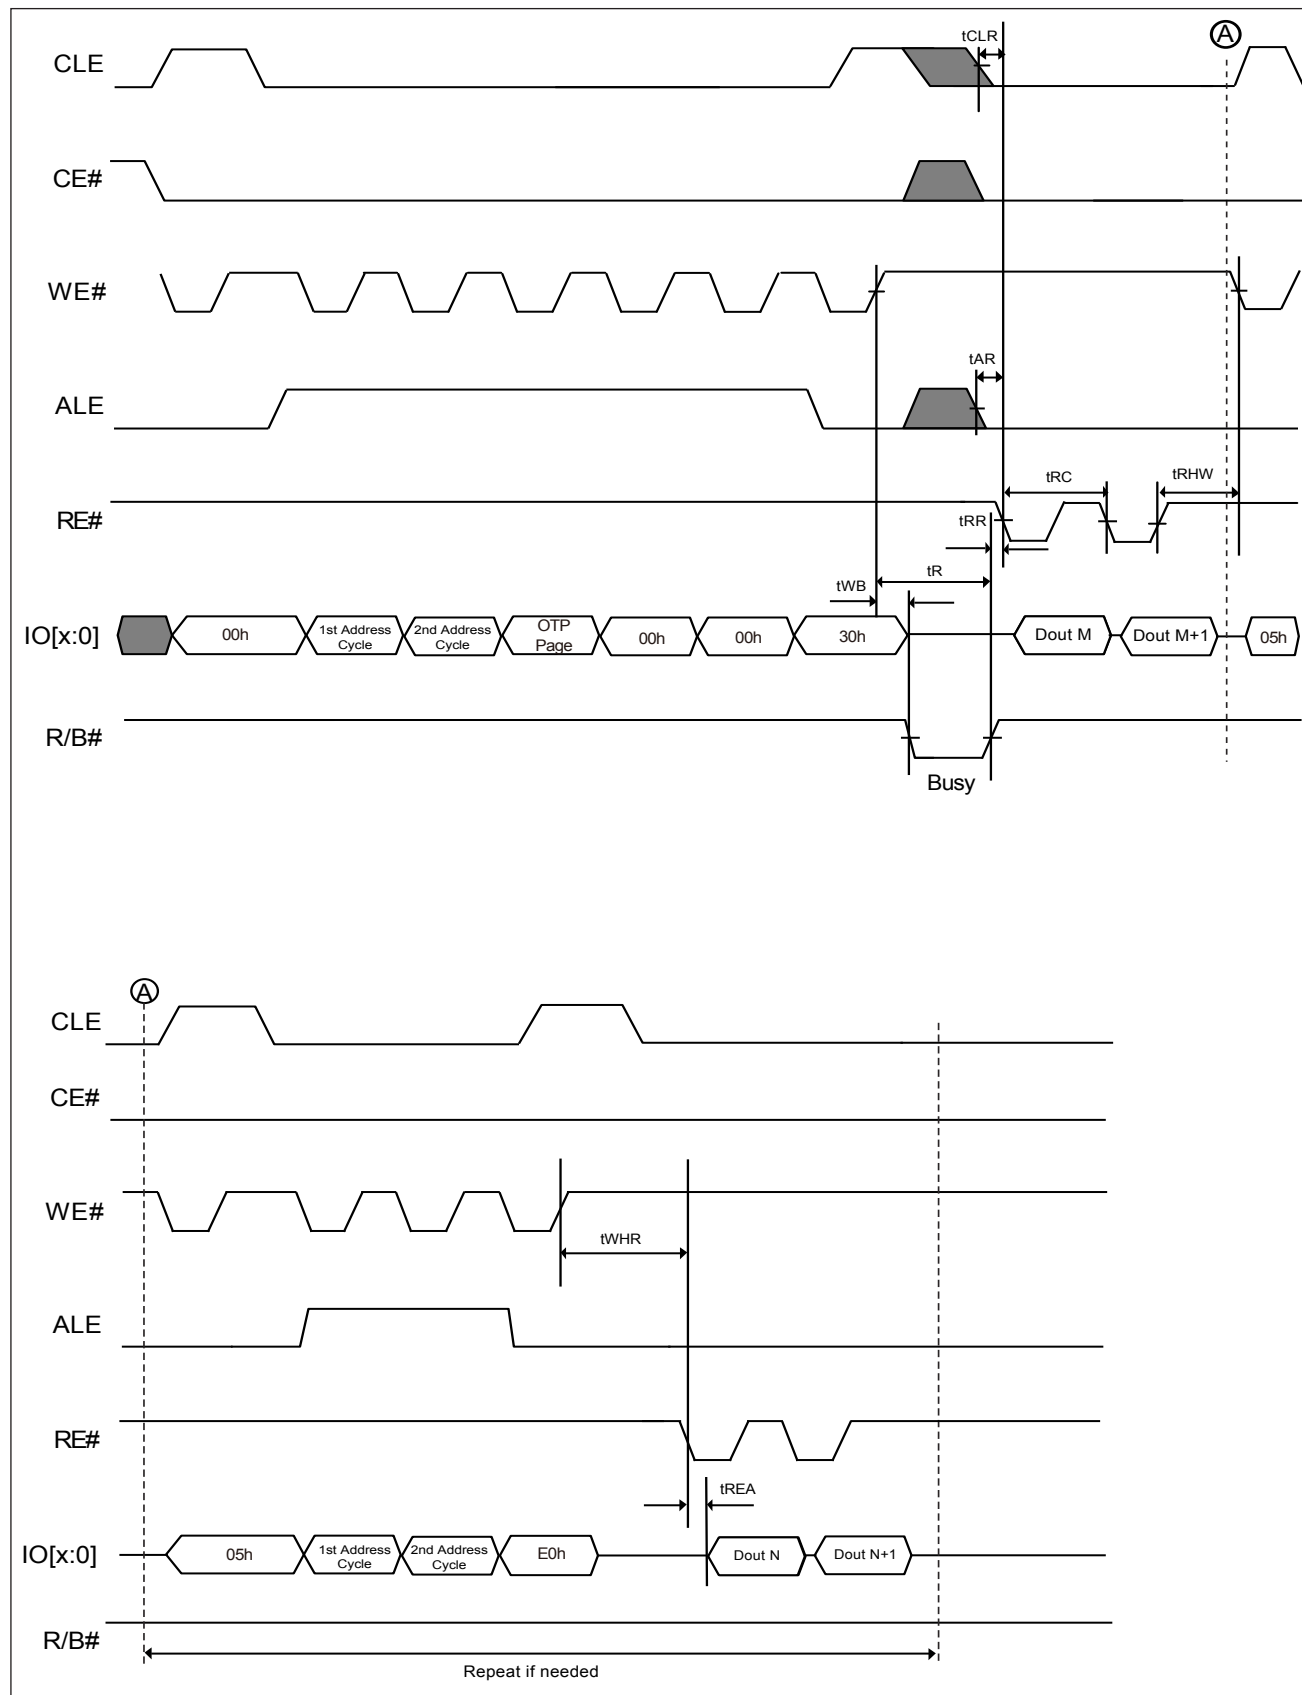 tCLR
A
CLE
CE#
WE#
tAR
ALE
tRC
tRHW
RE#
tRR
tR
tWB
IO[x:0]
00h
1st Address
Cycle
2nd Address
Cycle
OTP
Page
00h
00h
30h
Dout M
Dout M+1
05h
R/B#
Busy
A
CLE
CE#
WE#
tWHR
ALE
RE#
tREA
IO[x:0]
05h
1st Address
Cycle
2nd Address
Cycle
E0h
Dout N
Dout N+1
R/B#
Repeat if needed